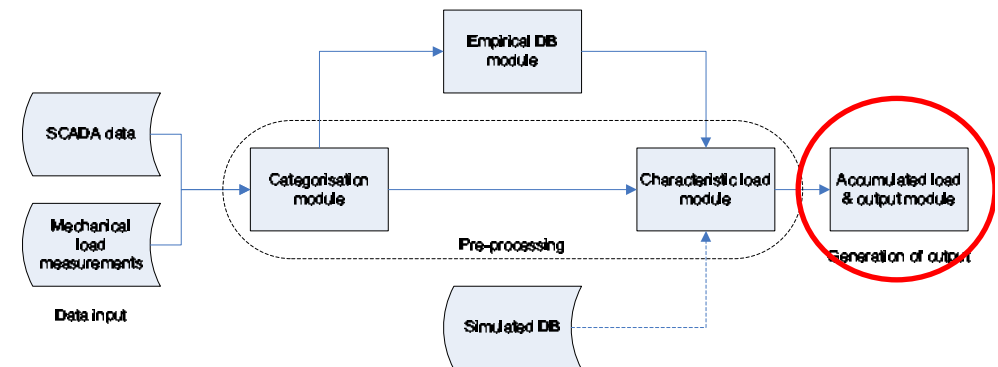 Empirical DB
module
SCADA data
Categorisation
module
Characteristic load
module
Accumulated load
& output module
Mechanical
load
measurements
Pre-processing
Generation of output
Data input
Simulated DB